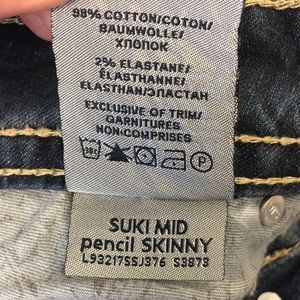 98% COTTON/COTON/
BAUMWOLLE/
ХЛОПОК
2% ELASTANE/
ÉLASTHANNE/
ELASTHAN/ЭЛАСТАН
EXCLUSIVE OF TRIM/
GARNITURES
NON-COMPRISES
SUKI MID
pencil SKINNY
L93217SSJ376 S3873